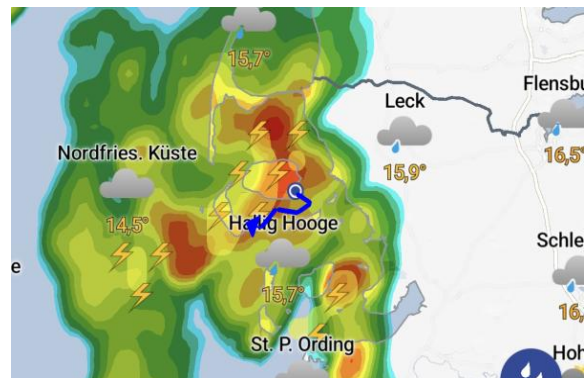 15,7°
Flensbu
Leck
16,5°
Nordfries. Küste
15,9°
14,5°
Hallig Hooge
Schle
e
15,7°
16,
St. P. Ording
Hoh